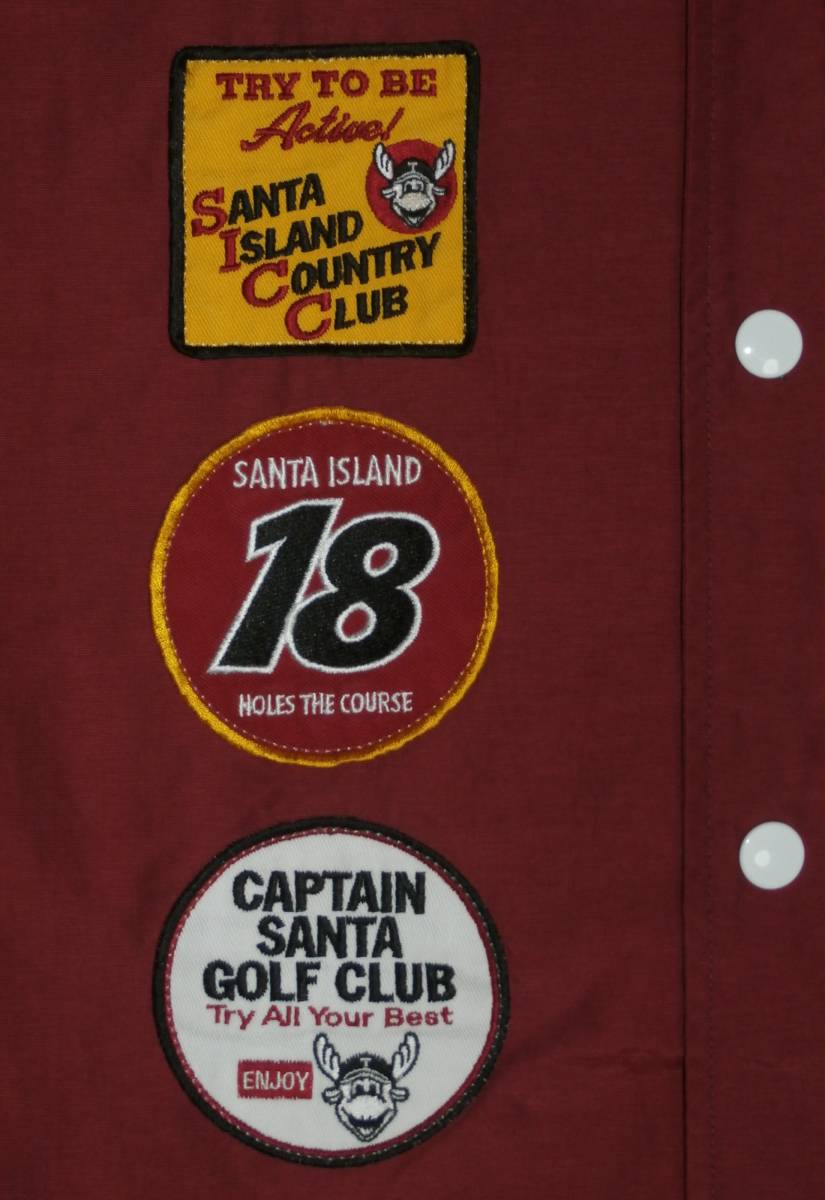 TRY TO BE
Active!
SANTA
ISLAND
COUNTRY
CLUB
SANTA ISLAND
18
HOLES THE COURSE
CAPTAIN
SANTA
GOLF CLUB
Try All Your Best
ENJOY